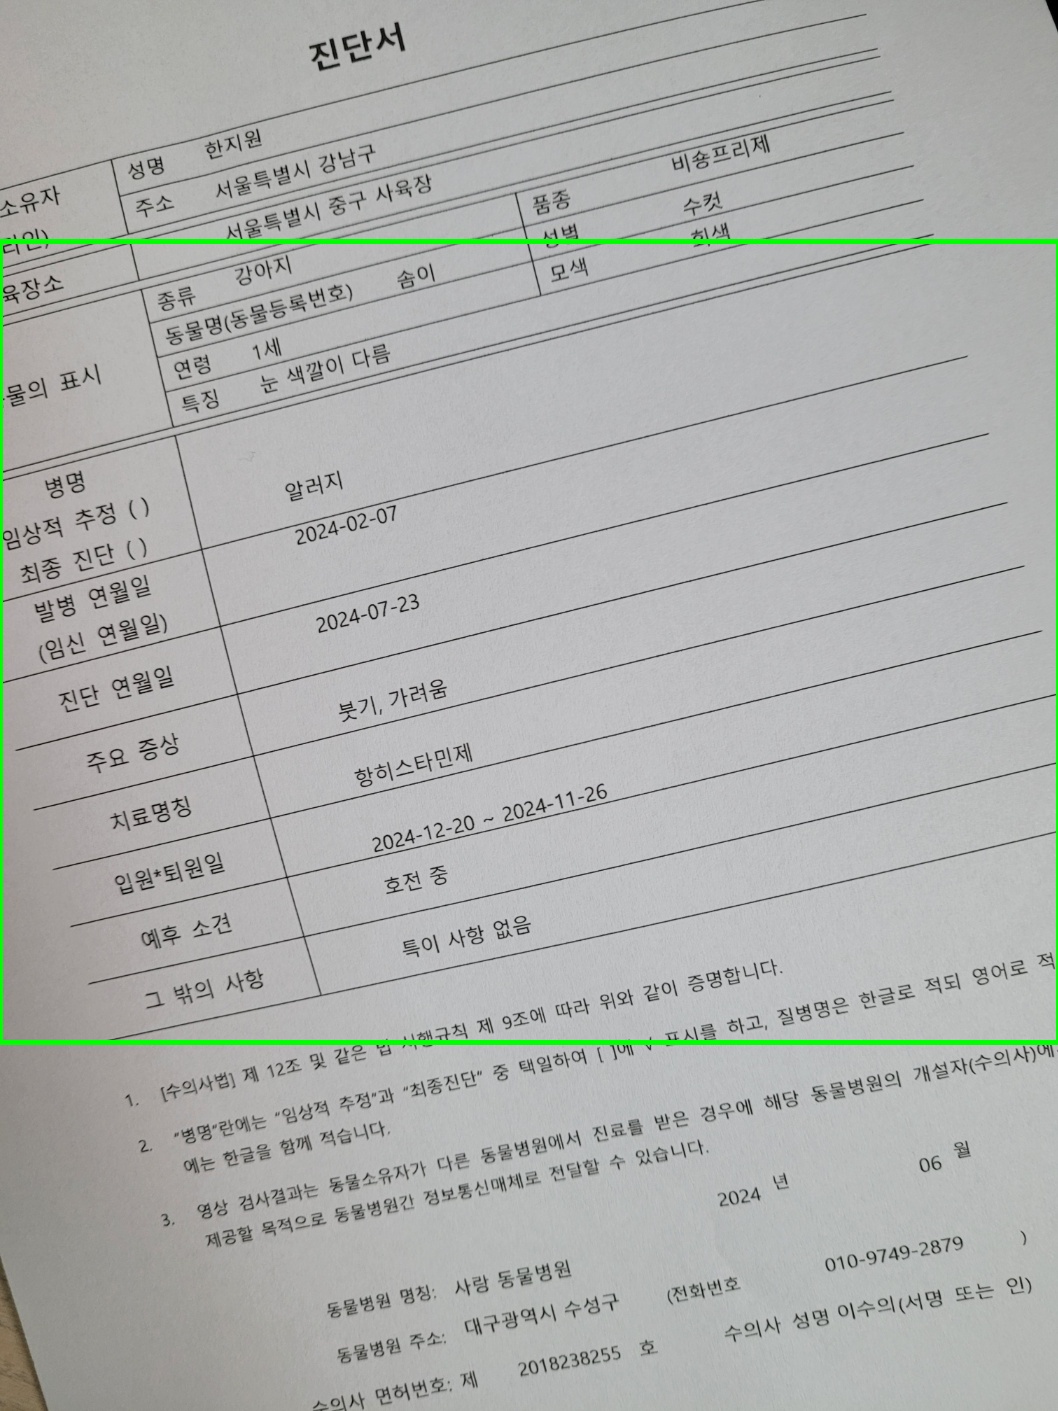 진단서
소유자
성명 한지원
주소 서울특별시 강남구
서울특별시 중구 사육장
육장소
종류 강아지
품종 비숑프리제
동물명(동물등록번호) 솜이
성별 수컷
연령 1세
모색 회색
특징 눈 색깔이 다름
물의 표시
병명
임상적 추정 ( )
최종 진단 ( )
알러지
발병 연월일
(임신 연월일)
2024-02-07
진단 연월일 2024-07-23
주요 증상 붓기, 가려움
치료명칭 항히스타민제
입원*퇴원일 2024-12-20 ~ 2024-11-26
예후 소견 호전 중
그 밖의 사항 특이 사항 없음
1. [수의사법] 제 12조 및 같은 법 시행규칙 제 9조에 따라 위와 같이 증명합니다.
2. "병명"란에는 "임상적 추정"과 "최종진단" 중 택일하여 [ ]에 √ 표시를 하고, 질병명은 한글로 적되 영어로 적
에는 한글을 함께 적습니다.
3. 영상 검사결과는 동물소유자가 다른 동물병원에서 진료를 받은 경우에 해당 동물병원의 개설자(수의사)에
제공할 목적으로 동물병원간 정보통신매체로 전달할 수 있습니다.
2024 년 06 월
동물병원 명칭: 사랑 동물병원
동물병원 주소: 대구광역시 수성구 (전화번호 010-9749-2879 )
수의사 면허번호: 제 2018238255 호 수의사 성명 이수의(서명 또는 인)